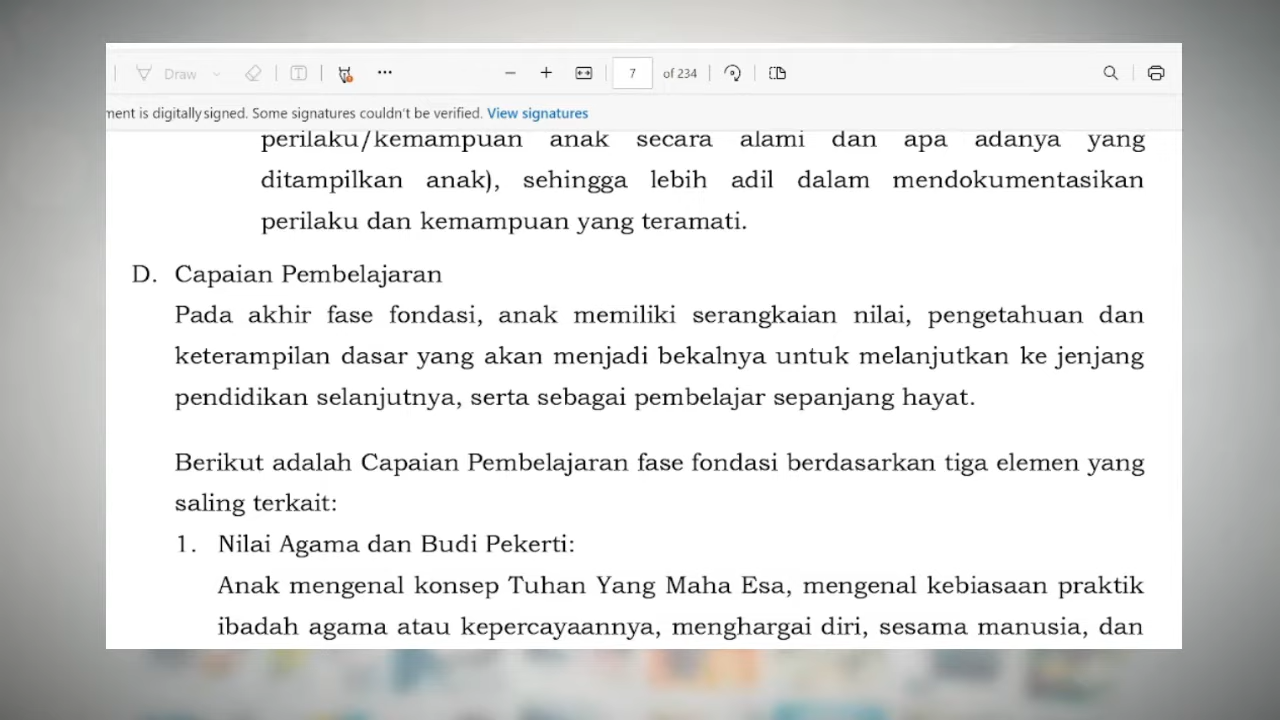 Draw
7 of 234
ment is digitally signed. Some signatures couldn't be verified. View signatures
perilaku/kemampuan anak secara alami dan apa adanya yang
ditampilkan anak), sehingga lebih adil dalam mendokumentasikan
perilaku dan kemampuan yang teramati.
D. Capaian Pembelajaran
Pada akhir fase fondasi, anak memiliki serangkaian nilai, pengetahuan dan
keterampilan dasar yang akan menjadi bekalnya untuk melanjutkan ke jenjang
pendidikan selanjutnya, serta sebagai pembelajar sepanjang hayat.
Berikut adalah Capaian Pembelajaran fase fondasi berdasarkan tiga elemen yang
saling terkait:
1. Nilai Agama dan Budi Pekerti:
Anak mengenal konsep Tuhan Yang Maha Esa, mengenal kebiasaan praktik
ibadah agama atau kepercayaannya, menghargai diri, sesama manusia, dan